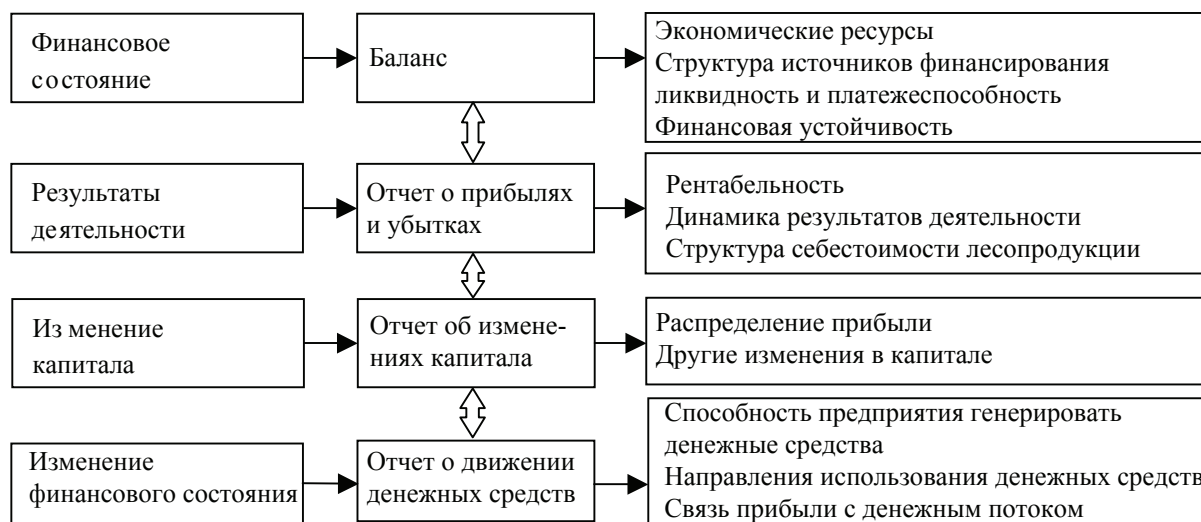 Финансовое
состояние
Баланс
Экономические ресурсы
Структура источников финансирования
ликвидность и платежеспособность
Финансовая устойчивость
Результаты
деятельности
Отчет о прибылях
и убытках
Рентабельность
Динамика результатов деятельности
Структура себестоимости лесопродукции
Из менение
капитала
Отчет об измене-
ниях капитала
Распределение прибыли
Другие изменения в капитале
Изменение
финансового состояния
Отчет о движении
денежных средств
Способность предприятия генерировать
денежные средства
Направления использования денежных средств
Связь прибыли с денежным потоком